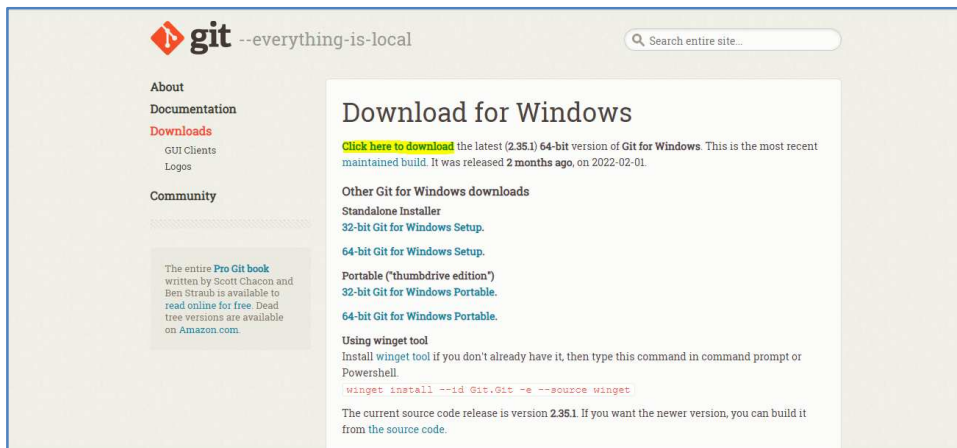 git --everything-is-local
Search entire site...
About
Documentation
Downloads
GUI Clients
Logos
Community
The entire Pro Git book
written by Scott Chacon and
Ben Straub is available to
read online for free. Dead
tree versions are available
on Amazon.com.
Download for Windows
Click here to download the latest (2.35.1) 64-bit version of Git for Windows. This is the most recent
maintained build. It was released 2 months ago, on 2022-02-01.
Other Git for Windows downloads
Standalone Installer
32-bit Git for Windows Setup.
64-bit Git for Windows Setup.
Portable ("thumbdrive edition")
32-bit Git for Windows Portable.
64-bit Git for Windows Portable.
Using winget tool
Install winget tool if you don't already have it, then type this command in command prompt or
Powershell.
winget install --id Git.Git -e --source winget
The current source code release is version 2.35.1. If you want the newer version, you can build it
from the source code.